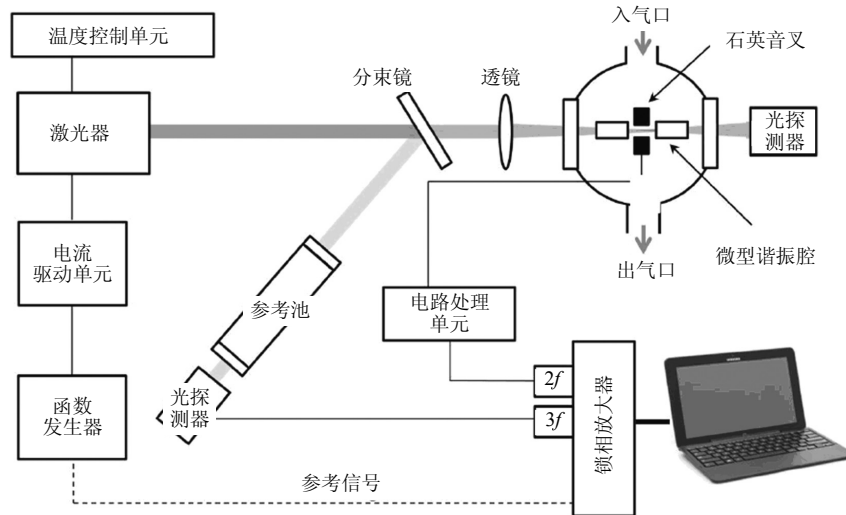 温度控制单元
激光器
电流
驱动单元
函数
发生器
分束镜
透镜
入气口
石英音叉
光探
测器
微型谐振腔
出气口
参考池
电路处理
单元
光探
测器
2f
3f
锁相放大器
参考信号